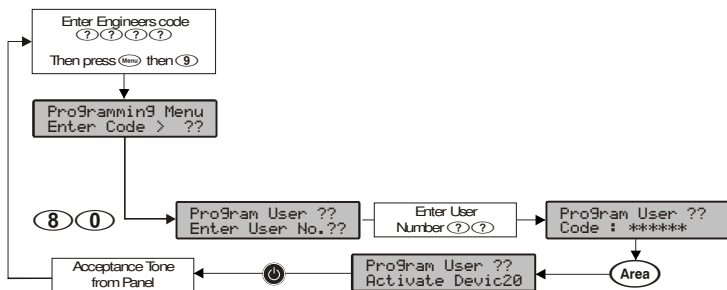 Enter Engineers code
? ? ? ?
Then press Menu then 9
Pro9rammin9 Menu
Enter Code > ??
8 0
Pro9ram User ??
Enter User No.??
Enter User
Number ? ?
Pro9ram User ??
Code : ******
Area
Pro9ram User ??
Activate Devic20
Acceptance Tone
from Panel